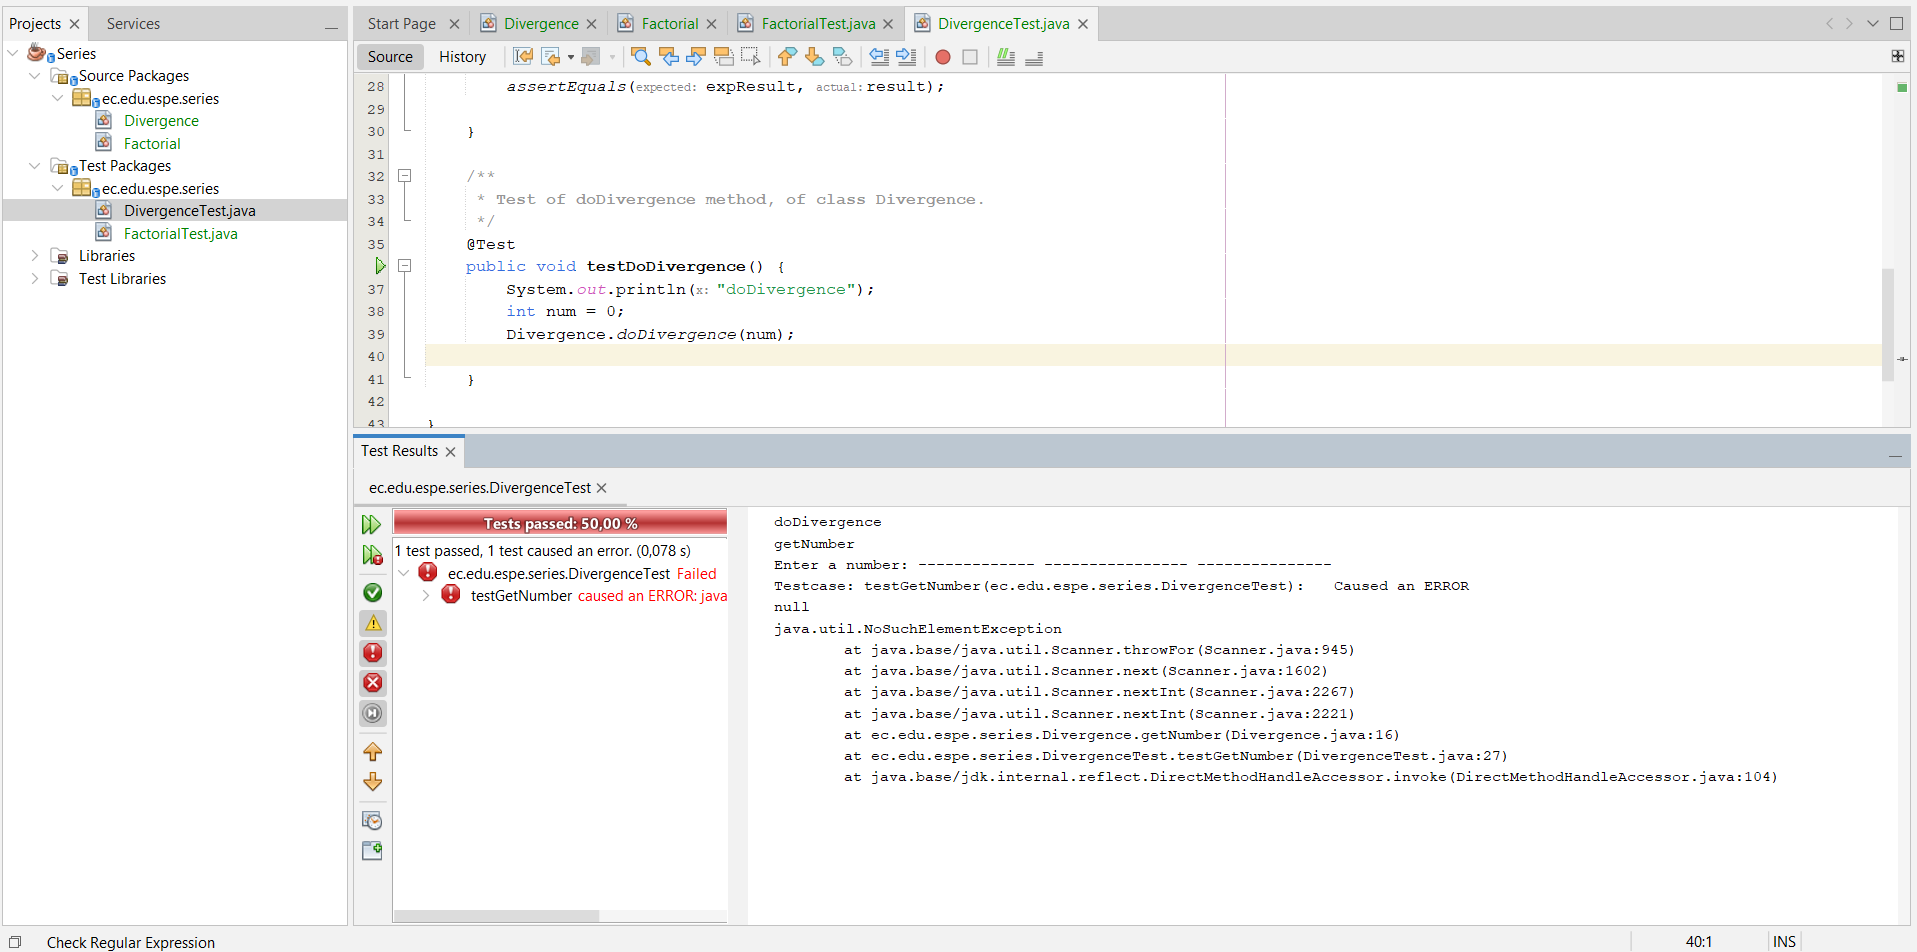 Projects
Services
Series
Source Packages
ec.edu.espe.series
Divergence
Factorial
Test Packages
ec.edu.espe.series
DivergenceTest.java
FactorialTest.java
Libraries
Test Libraries
Start Page
Divergence
Factorial
FactorialTest.java
DivergenceTest.java
Source
History
28 assertEquals(expected: expResult, actual: result);
29
30 }
31
32 /**
33 * Test of doDivergence method, of class Divergence.
34 */
35 @Test
public void testDoDivergence() {
37 System.out.println(x: "doDivergence");
38 int num = 0;
39 Divergence.doDivergence(num);
40
41 }
42
43 }
Test Results
ec.edu.espe.series.DivergenceTest
Tests passed: 50,00 %
1 test passed, 1 test caused an error. (0,078 s)
ec.edu.espe.series.DivergenceTest Failed
testGetNumber caused an ERROR: java
doDivergence
getNumber
Enter a number: ------------- ---------------- ---------------
Testcase: testGetNumber(ec.edu.espe.series.DivergenceTest): Caused an ERROR
null
java.util.NoSuchElementException
at java.base/java.util.Scanner.throwFor(Scanner.java:945)
at java.base/java.util.Scanner.next(Scanner.java:1602)
at java.base/java.util.Scanner.nextInt(Scanner.java:2267)
at java.base/java.util.Scanner.nextInt(Scanner.java:2221)
at ec.edu.espe.series.Divergence.getNumber(Divergence.java:16)
at ec.edu.espe.series.DivergenceTest.testGetNumber(DivergenceTest.java:27)
at java.base/jdk.internal.reflect.DirectMethodHandleAccessor.invoke(DirectMethodHandleAccessor.java:104)
Check Regular Expression
40:1
INS